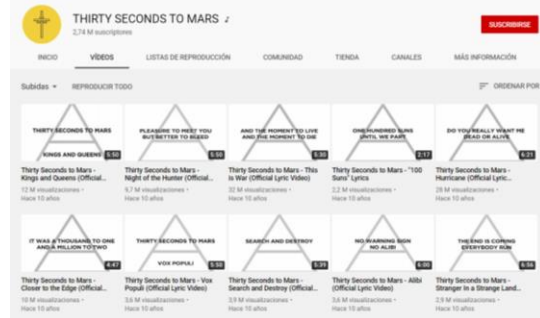 THIRTY SECONDS TO MARS ♪
2,74 M suscriptores
SUSCRIBIRSE
INICIO VÍDEOS LISTAS DE REPRODUCCIÓN COMUNIDAD TIENDA CANALES MÁS INFORMACIÓN
Subidas REPRODUCIR TODO ORDENAR POR
THIRTY SECONDS TO MARS
KINGS AND QUEENS
5:50
PLEASURE TO MEET YOU
BUT BETTER TO BLEED
5:50
AND THE MOMENT TO LIVE
AND THE MOMENT TO DIE
5:30
ONE HUNDRED SUNS
UNTIL WE PART
2:17
DO YOU REALLY WANT ME
DEAD OR ALIVE
6:21
Thirty Seconds to Mars -
Kings and Queens (Official...
12 M visualizaciones •
Hace 10 años
Thirty Seconds to Mars -
Night of the Hunter (Official...
9,7 M visualizaciones •
Hace 10 años
Thirty Seconds to Mars - This
is War (Official Lyric Video)
32 M visualizaciones •
Hace 10 años
Thirty Seconds to Mars - "100
Suns" Lyrics
2,2 M visualizaciones •
Hace 10 años
Thirty Seconds to Mars -
Hurricane (Official Lyric...
28 M visualizaciones •
Hace 10 años
IT WAS A THOUSAND TO ONE
AND A MILLION TO TWO
4:47
THIRTY SECONDS TO MARS
VOX POPULI
5:50
SEARCH AND DESTROY
5:39
NO WARNING SIGN
NO ALIBI
6:00
THE END IS COMING
EVERYBODY RUN
6:56
Thirty Seconds to Mars -
Closer to the Edge (Official...
10 M visualizaciones •
Hace 10 años
Thirty Seconds to Mars - Vox
Populi (Official Lyric Video)
3,6 M visualizaciones •
Hace 10 años
Thirty Seconds to Mars -
Search and Destroy (Official...
3,9 M visualizaciones •
Hace 10 años
Thirty Seconds to Mars - Alibi
(Official Lyric Video)
3,6 M visualizaciones •
Hace 10 años
Thirty Seconds to Mars -
Stranger in a Strange Land...
2,9 M visualizaciones •
Hace 10 años